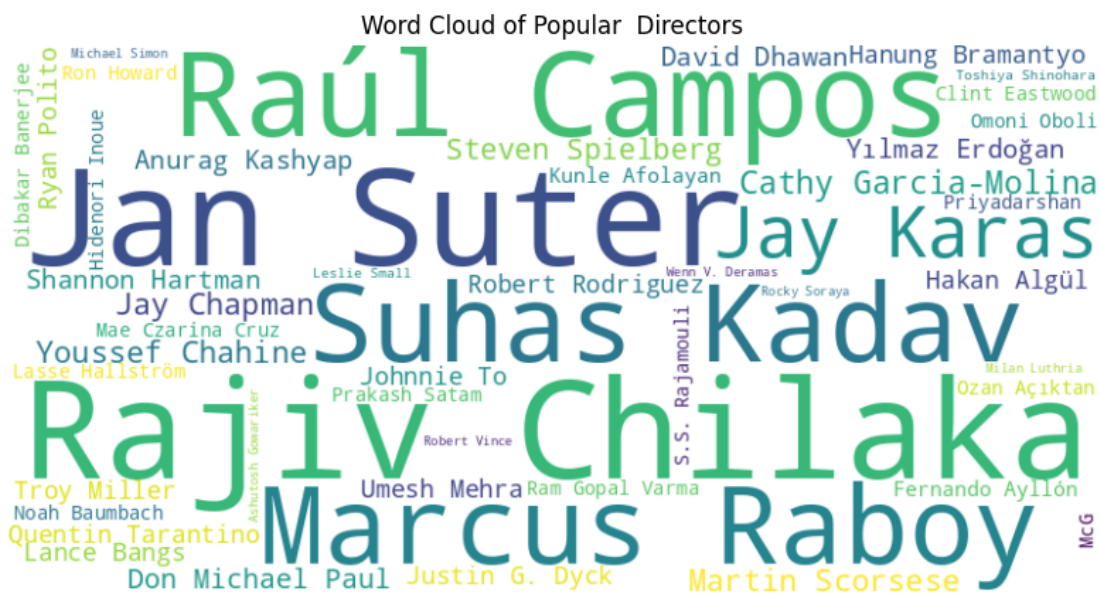 Word Cloud of Popular  Directors
Michael Simon
Ron Howard
Raúl Campos
David Dhawan
Hanung Bramantyo
Toshiya Shinohara
Clint Eastwood
Omoni Oboli
Dibakar Banerjee
Ryan Polito
Hidenori Inoue
Anurag Kashyap
Steven Spielberg
Yılmaz Erdoğan
Jan Suter
Kunle Afolayan
Cathy Garcia-Molina
Priyadarshan
Jay Karas
Shannon Hartman
Leslie Small
Robert Rodriguez
Wenn V. Deramas
Rocky Soraya
Hakan Algül
Jay Chapman
Suhas Kadav
Mae Czarina Cruz
Youssef Chahine
S.S. Rajamouli
Lasse Hallström
Johnnie To
Milan Luthria
Ozan Açıktan
Prakash Satam
Rajiv Chilaka
Ashutosh Gowariker
Robert Vince
Troy Miller
Umesh Mehra
Ram Gopal Varma
Fernando Ayllón
Noah Baumbach
Marcus Raboy
McG
Quentin Tarantino
Lance Bangs
Don Michael Paul
Justin G. Dyck
Martin Scorsese